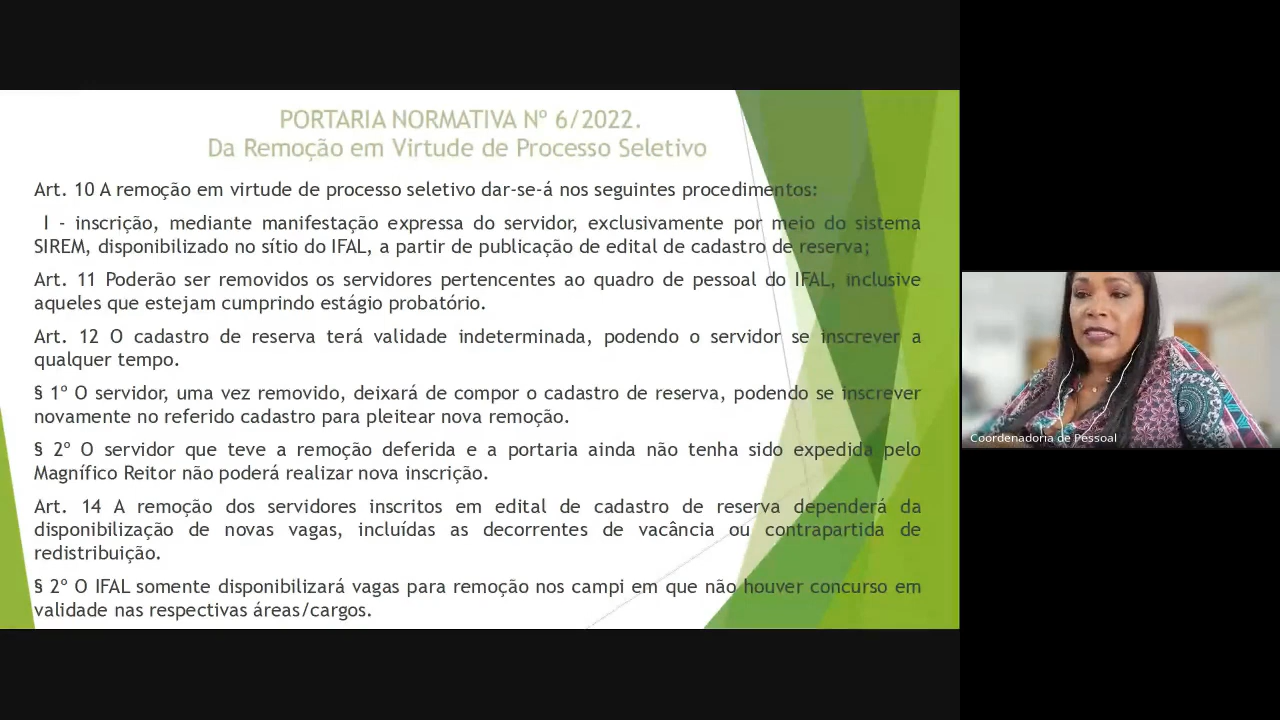 PORTARIA NORMATIVA Nº 6/2022.
Da Remoção em Virtude de Processo Seletivo
Art. 10 A remoção em virtude de processo seletivo dar-se-á nos seguintes procedimentos:
I - inscrição, mediante manifestação expressa do servidor, exclusivamente por meio do sistema
SIREM, disponibilizado no sítio do IFAL, a partir de publicação de edital de cadastro de reserva;
Art. 11 Poderão ser removidos os servidores pertencentes ao quadro de pessoal do IFAL, inclusive
aqueles que estejam cumprindo estágio probatório.
Art. 12 O cadastro de reserva terá validade indeterminada, podendo o servidor se inscrever a
qualquer tempo.
§ 1º O servidor, uma vez removido, deixará de compor o cadastro de reserva, podendo se inscrever
novamente no referido cadastro para pleitear nova remoção.
§ 2º O servidor que teve a remoção deferida e a portaria ainda não tenha sido expedida pelo
Magnífico Reitor não poderá realizar nova inscrição.
Art. 14 A remoção dos servidores inscritos em edital de cadastro de reserva dependerá da
disponibilização de novas vagas, incluídas as decorrentes de vacância ou contrapartida de
redistribuição.
§ 2º O IFAL somente disponibilizará vagas para remoção nos campi em que não houver concurso em
validade nas respectivas áreas/cargos.
Coordenadoria de Pessoal